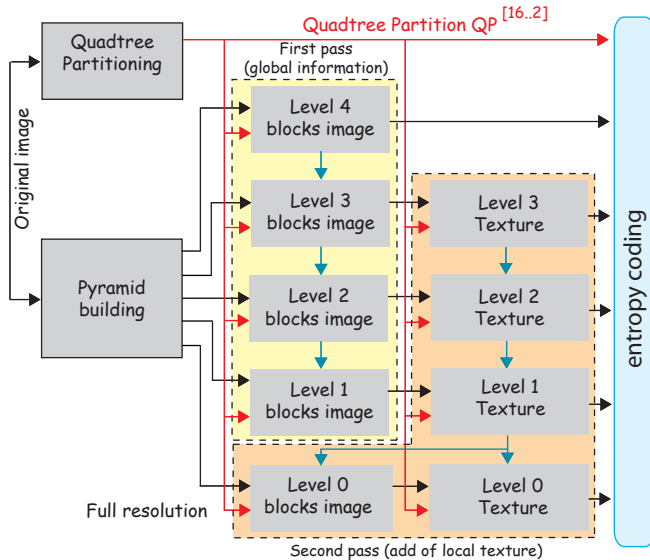 Quadtree Partition QP [16..2]
Quadtree
Partitioning
First pass
(global information)
Level 4
blocks image
Original image
Level 3
blocks image
Level 3
Texture
Pyramid
building
Level 2
blocks image
Level 2
Texture
entropy coding
Level 1
blocks image
Level 1
Texture
Level 0
blocks image
Level 0
Texture
Full resolution
Second pass (add of local texture)